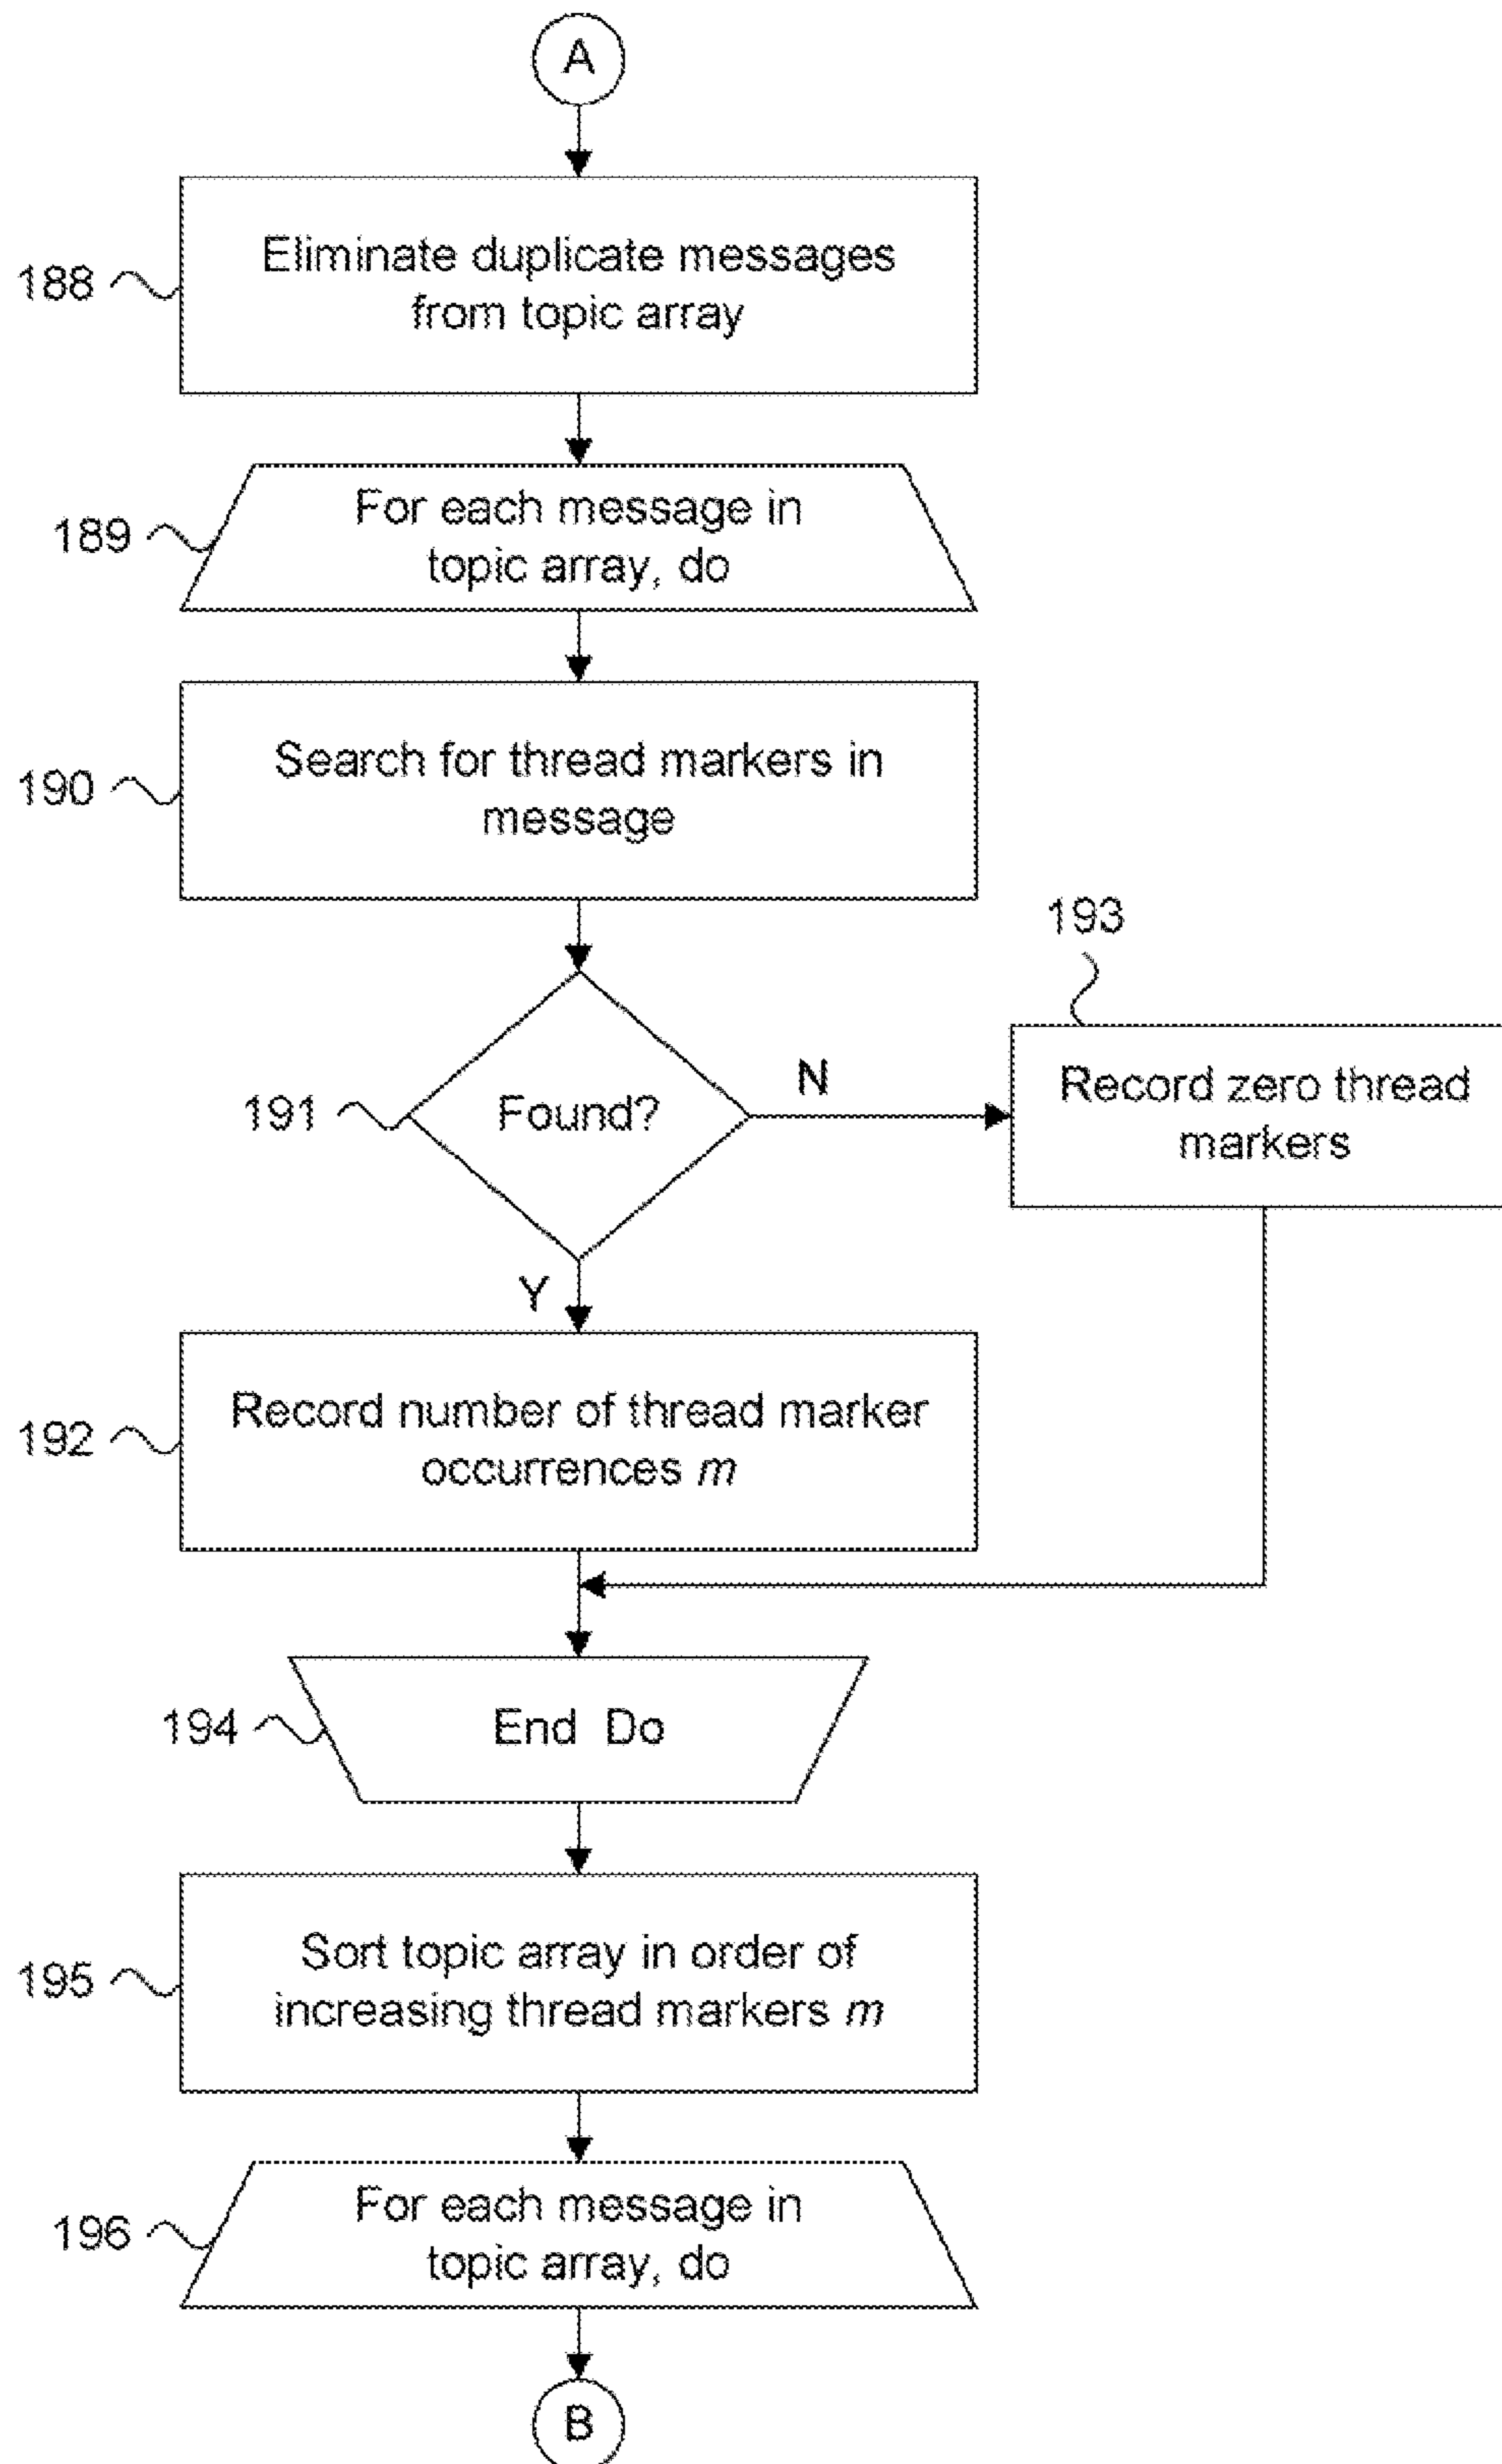 A
188
Eliminate duplicate messages
from topic array
189
For each message in
topic array, do
190
Search for thread markers in
message
193
191
Found?
N
Record zero thread
markers
Y
192
Record number of thread marker
occurrences m
194
End Do
195
Sort topic array in order of
increasing thread markers m
196
For each message in
topic array, do
B